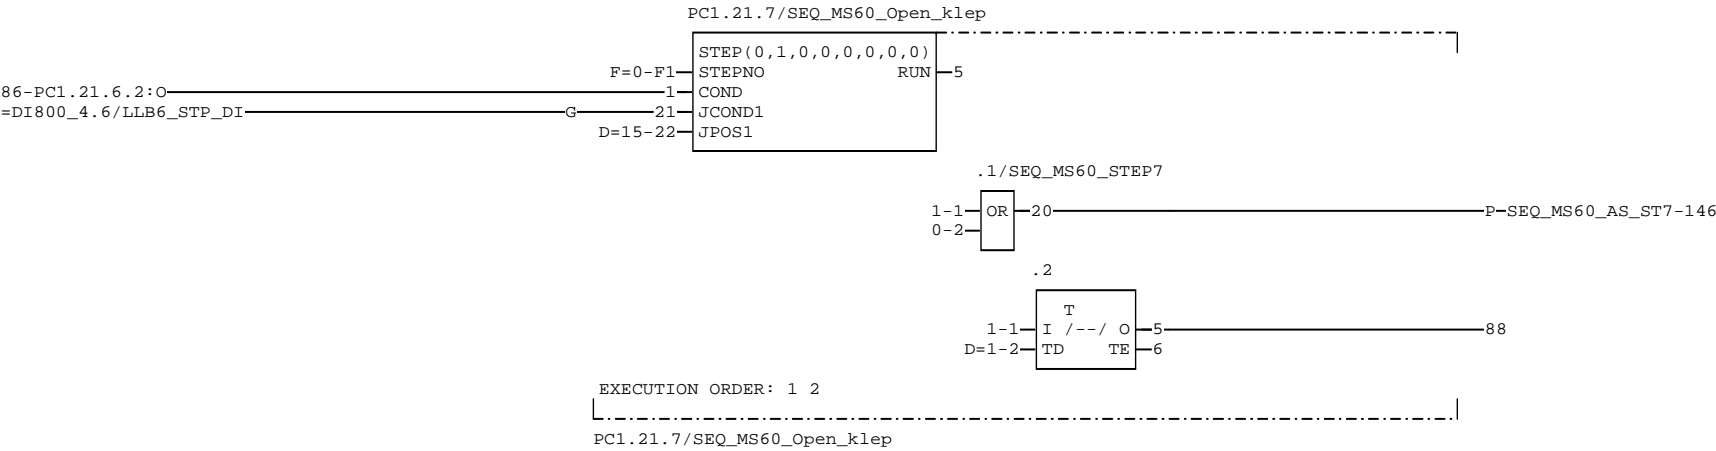 PC1.21.7/SEQ_MS60_Open_klep
STEP(0,1,0,0,0,0,0,0)
F=0-F1 STEPNO RUN 5
86-PC1.21.6.2:O 1 COND
=DI800_4.6/LLB6_STP_DI G 21 JCOND1
D=15-22 JPOS1
.1/SEQ_MS60_STEP7
1-1 OR 20 P-SEQ_MS60_AS_ST7-146
0-2
.2
T
1-1 I /--/ O 5 88
D=1-2 TD TE 6
EXECUTION ORDER: 1 2
PC1.21.7/SEQ_MS60_Open_klep